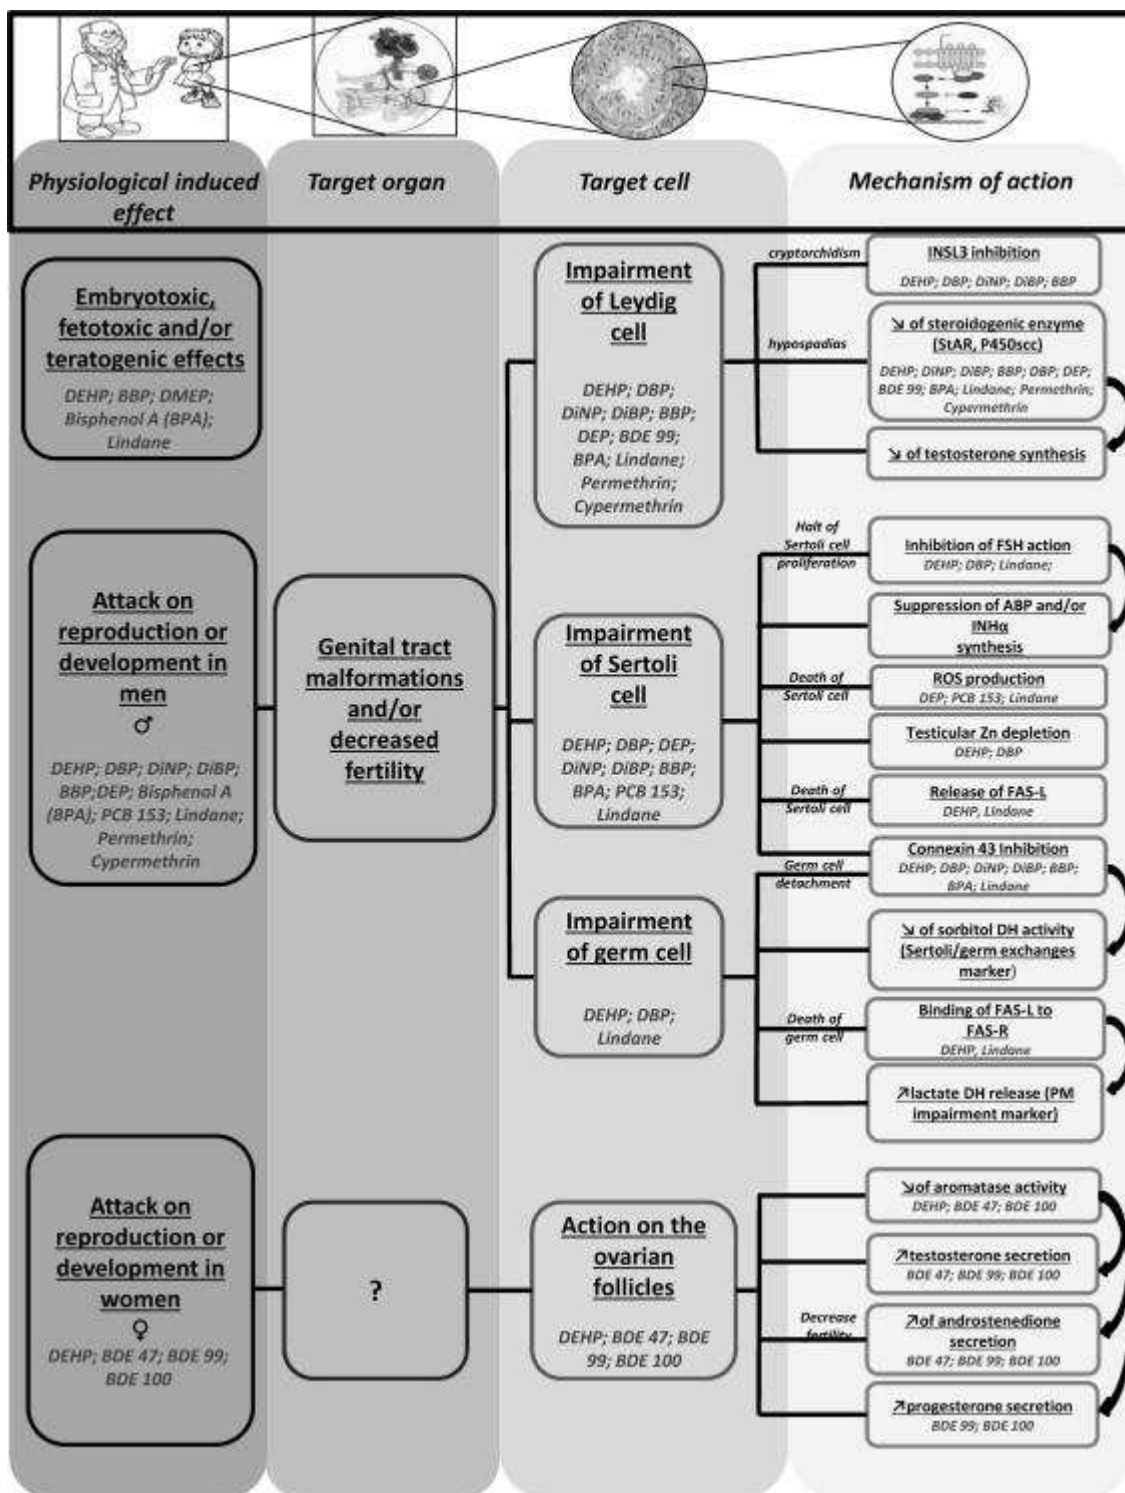 Physiological induced
effect
Target organ
Target cell
Mechanism of action
Embryotoxic,
fetotoxic and/or
teratogenic effects
DEHP; BBP; DMEP;
Bisphenol A (BPA);
Lindane
Attack on
reproduction or
development in
men
♂
DEHP; DBP; DiNP; DiBP;
BBP;DEP; Bisphenol A
(BPA); PCB 153; Lindane;
Permethrin;
Cypermethrin
Genital tract
malformations
and/or
decreased
fertility
Impairment
of Leydig
cell
DEHP; DBP;
DiNP; DiBP; BBP;
DEP; BDE 99;
BPA; Lindane;
Permethrin;
Cypermethrin
cryptorchidism
INSL3 inhibition
DEHP; DBP; DiNP; DiBP; BBP
hypospadias
↘ of steroidogenic enzyme
(StAR, P450scc)
DEHP; DiNP; DiBP; BBP; DBP; DEP;
BDE 99; BPA; Lindane; Permethrin;
Cypermethrin
↘ of testosterone synthesis
Impairment
of Sertoli
cell
DEHP; DBP; DEP;
DiNP; DiBP; BBP;
BPA; PCB 153;
Lindane
Halt of
Sertoli cell
proliferation
Inhibition of FSH action
DEHP; DBP; Lindane;
Suppression of ABP and/or
INHα
synthesis
Death of
Sertoli cell
ROS production
DEP; PCB 153; Lindane
Testicular Zn depletion
DEHP; DBP
Death of
Sertoli cell
Release of FAS-L
DEHP, Lindane
Connexin 43 Inhibition
DEHP; DBP; DiNP; DiBP; BBP;
BPA; Lindane
Impairment
of germ cell
DEHP; DBP;
Lindane
Germ cell
detachment
↘ of sorbitol DH activity
(Sertoli/germ exchanges
marker)
Death of
germ cell
Binding of FAS-L to
FAS-R
DEHP, Lindane
↗lactate DH release (PM
impairment marker)
Attack on
reproduction or
development in
women
♀
DEHP; BDE 47; BDE 99;
BDE 100
?
Action on the
ovarian
follicles
DEHP; BDE 47; BDE
99; BDE 100
↘of aromatase activity
DEHP; BDE 47; BDE 100
↗testosterone secretion
BDE 47; BDE 99; BDE 100
Decrease
fertility
↗of androstenedione
secretion
BDE 47; BDE 99; BDE 100
↗progesterone secretion
BDE 99; BDE 100